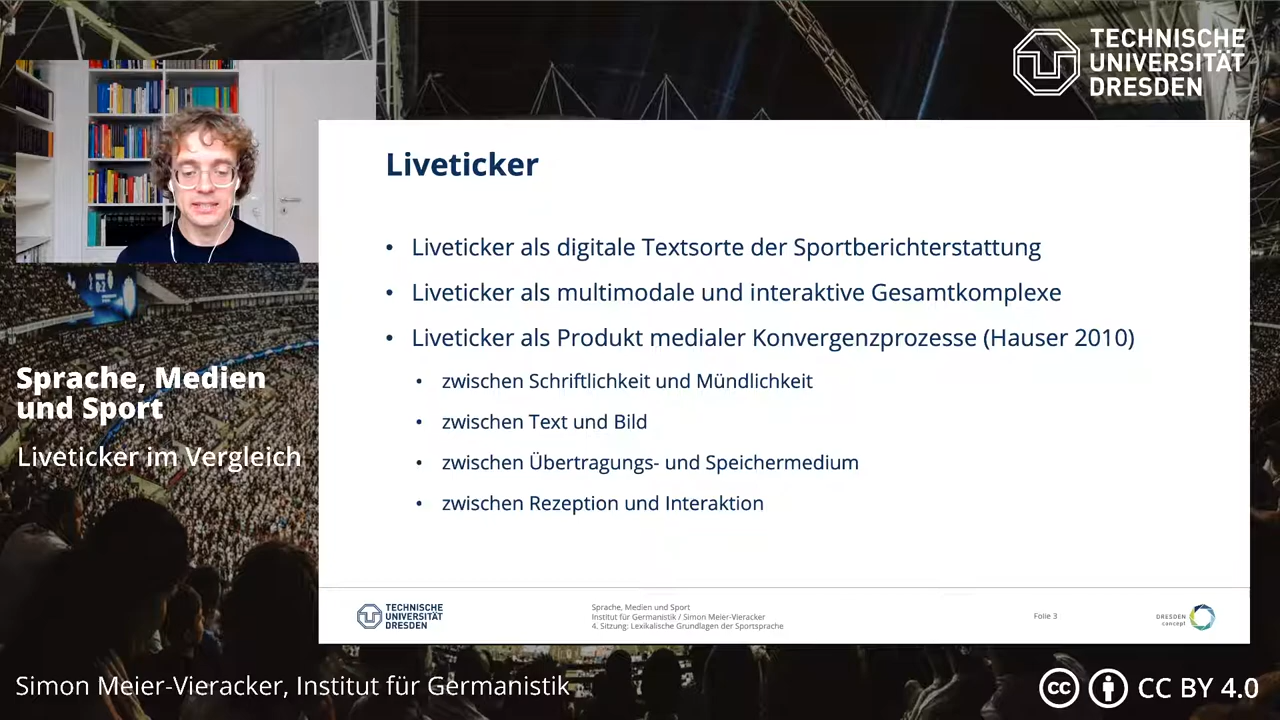 TECHNISCHE
UNIVERSITÄT
DRESDEN
Liveticker
• Liveticker als digitale Textsorte der Sportberichterstattung
• Liveticker als multimodale und interaktive Gesamtkomplexe
• Liveticker als Produkt medialer Konvergenzprozesse (Hauser 2010)
• zwischen Schriftlichkeit und Mündlichkeit
• zwischen Text und Bild
• zwischen Übertragungs- und Speichermedium
• zwischen Rezeption und Interaktion
Sprache, Medien
und Sport
Liveticker im Vergleich
TECHNISCHE
UNIVERSITÄT
DRESDEN
Sprache, Medien und Sport
Institut für Germanistik / Simon Meier-Vieracker
4. Sitzung: Lexikalische Grundlagen der Sportsprache
Folie 3
DRESDEN
concept
Simon Meier-Vieracker, Institut für Germanistik
cc CC BY 4.0